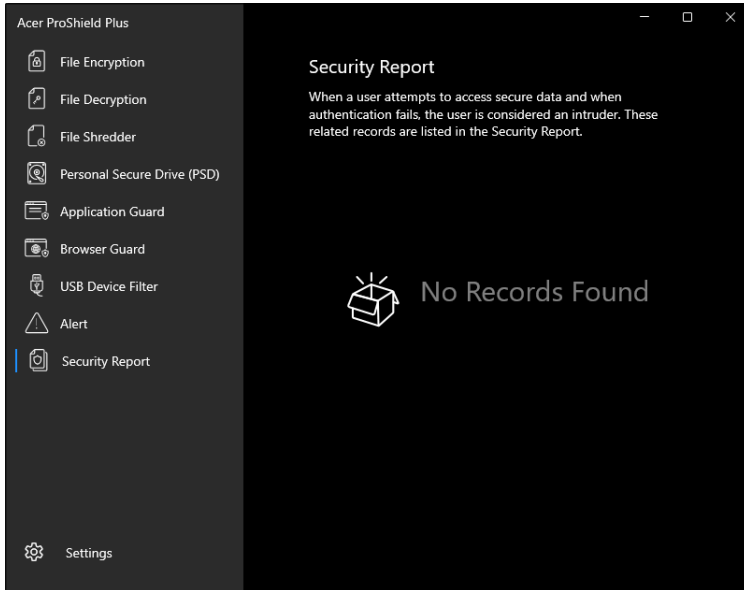 Acer ProShield Plus
File Encryption
File Decryption
File Shredder
Personal Secure Drive (PSD)
Application Guard
Browser Guard
USB Device Filter
Alert
Security Report
Settings
Security Report
When a user attempts to access secure data and when
authentication fails, the user is considered an intruder. These
related records are listed in the Security Report.
No Records Found